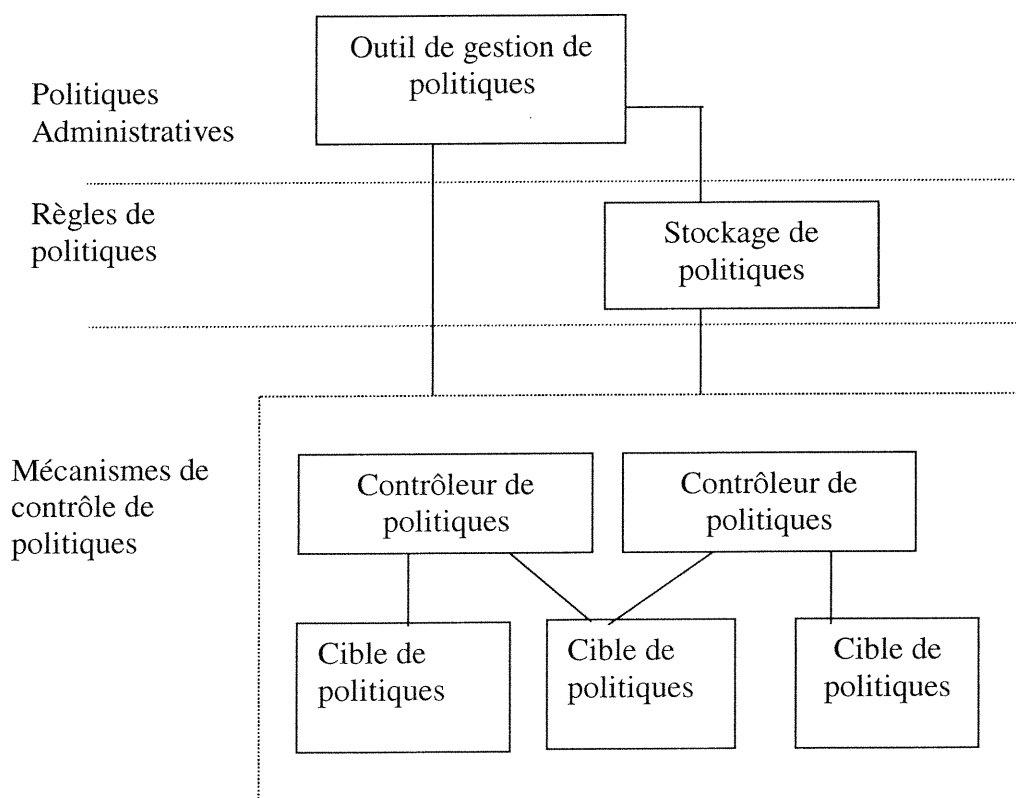 Outil de gestion de
politiques
Politiques
Administratives
Règles de
politiques
Stockage de
politiques
Mécanismes de
contrôle de
politiques
Contrôleur de
politiques
Contrôleur de
politiques
Cible de
politiques
Cible de
politiques
Cible de
politiques